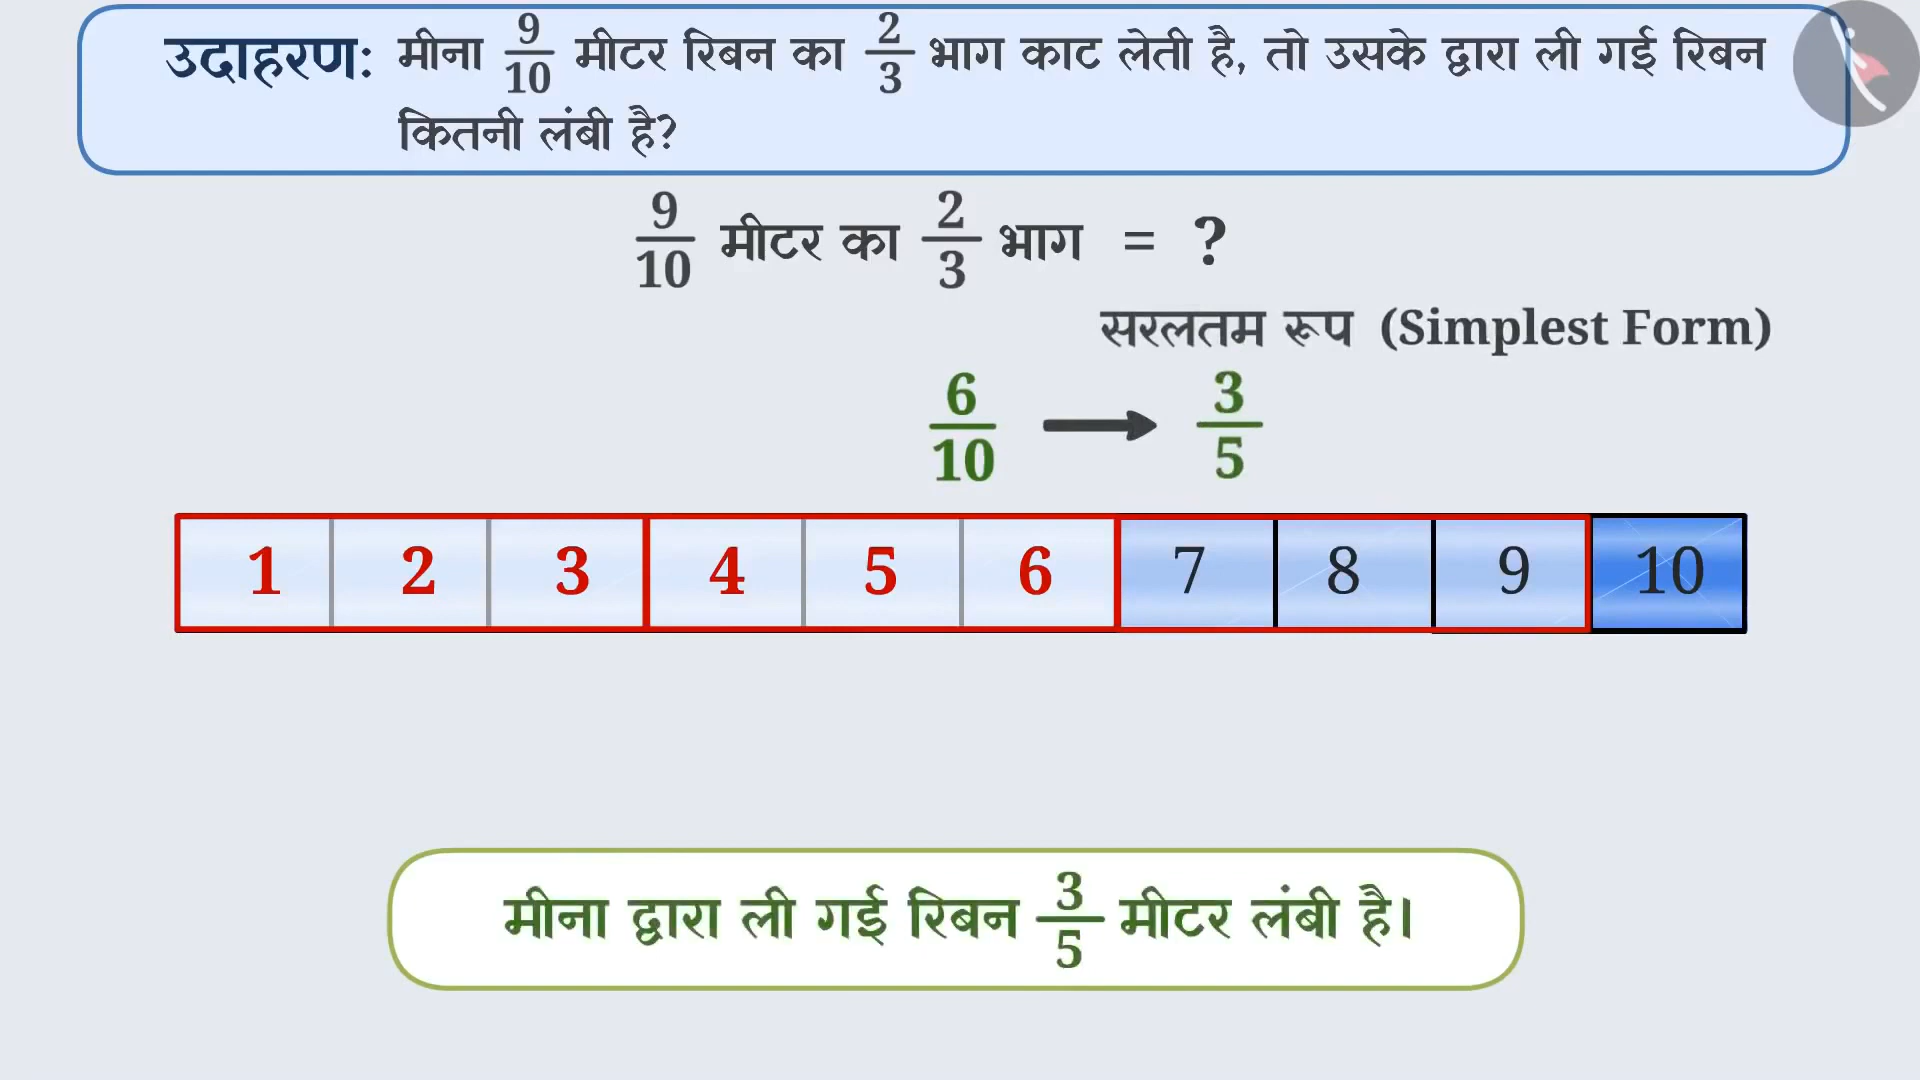 उदाहरण: मीना 9/10 मीटर रिबन का 2/3 भाग काट लेती है, तो उसके द्वारा ली गई रिबन
कितनी लंबी है?
9/10 मीटर का 2/3 भाग = ?
सरलतम रूप (Simplest Form)
6/10 → 3/5
1 2 3 4 5 6 7 8 9 10
मीना द्वारा ली गई रिबन 3/5 मीटर लंबी है।